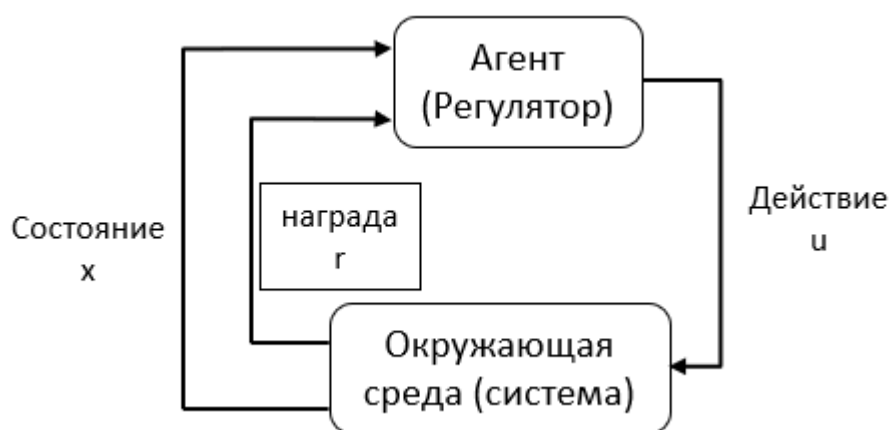 Агент
(Регулятор)
награда
r
Действие
u
Состояние
x
Окружающая
среда (система)